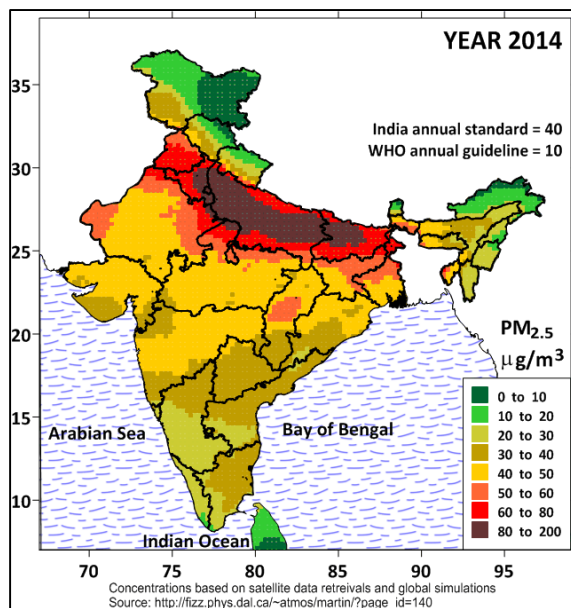 YEAR 2014
India annual standard = 40
WHO annual guideline = 10
35
30
25
20
15
10
PM2.5
µg/m³
0 to 10
10 to 20
20 to 30
30 to 40
40 to 50
50 to 60
60 to 80
80 to 200
Arabian Sea
Bay of Bengal
Indian Ocean
70 75 80 85 90 95
Concentrations based on satellite data retreivals and global simulations
Source: http://fizz.phys.dal.ca/~atmos/martin/?page_id=140